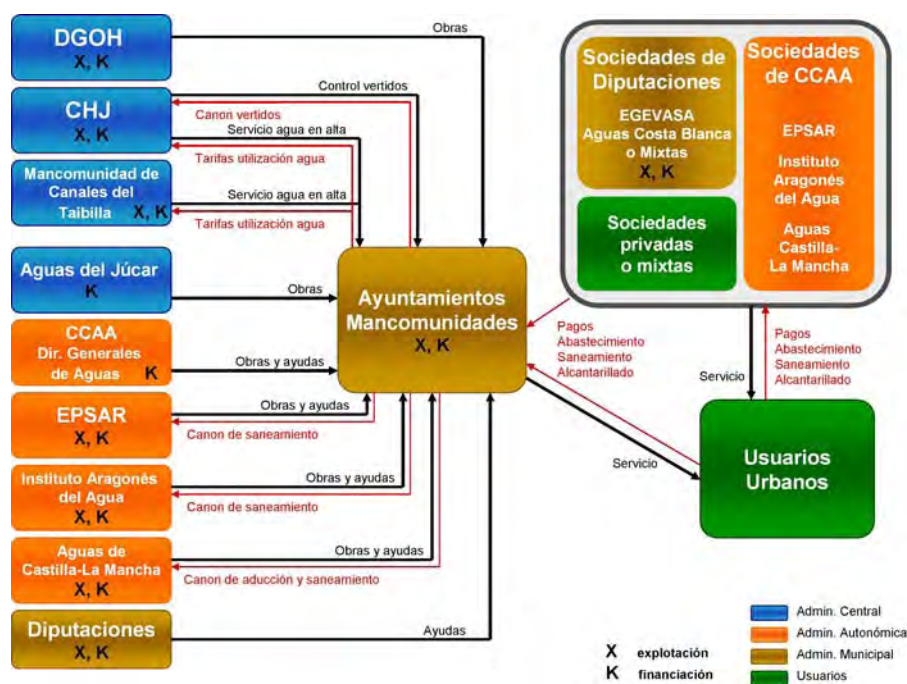 DGOH
X, K
Obras
CHJ
X, K
Control vertidos
Canon vertidos
Servicio agua en alta
Tarifas utilización agua
Mancomunidad de
Canales del
Taibilla X, K
Servicio agua en alta
Tarifas utilización agua
Aguas del Júcar
K
Obras
CCAA
Dir. Generales
de Aguas K
Obras y ayudas
EPSAR
X, K
Obras y ayudas
Canon de saneamiento
Instituto Aragonés
del Agua
X, K
Obras y ayudas
Canon de saneamiento
Aguas de
Castilla-La Mancha
X, K
Obras y ayudas
Canon de aducción y saneamiento
Diputaciones
X, K
Ayudas
Ayuntamientos
Mancomunidades
X, K
Sociedades de
Diputaciones
EGEVASA
Aguas Costa Blanca
o Mixtas
X, K
Sociedades
privadas
o mixtas
Sociedades
de CCAA
EPSAR
Instituto
Aragonés
del Agua
Aguas
Castilla-
La Mancha
Pagos
Abastecimiento
Saneamiento
Alcantarillado
Servicio
Pagos
Abastecimiento
Saneamiento
Alcantarillado
Servicio
Usuarios
Urbanos
X explotación
K financiación
Admin. Central
Admin. Autonómica
Admin. Municipal
Usuarios